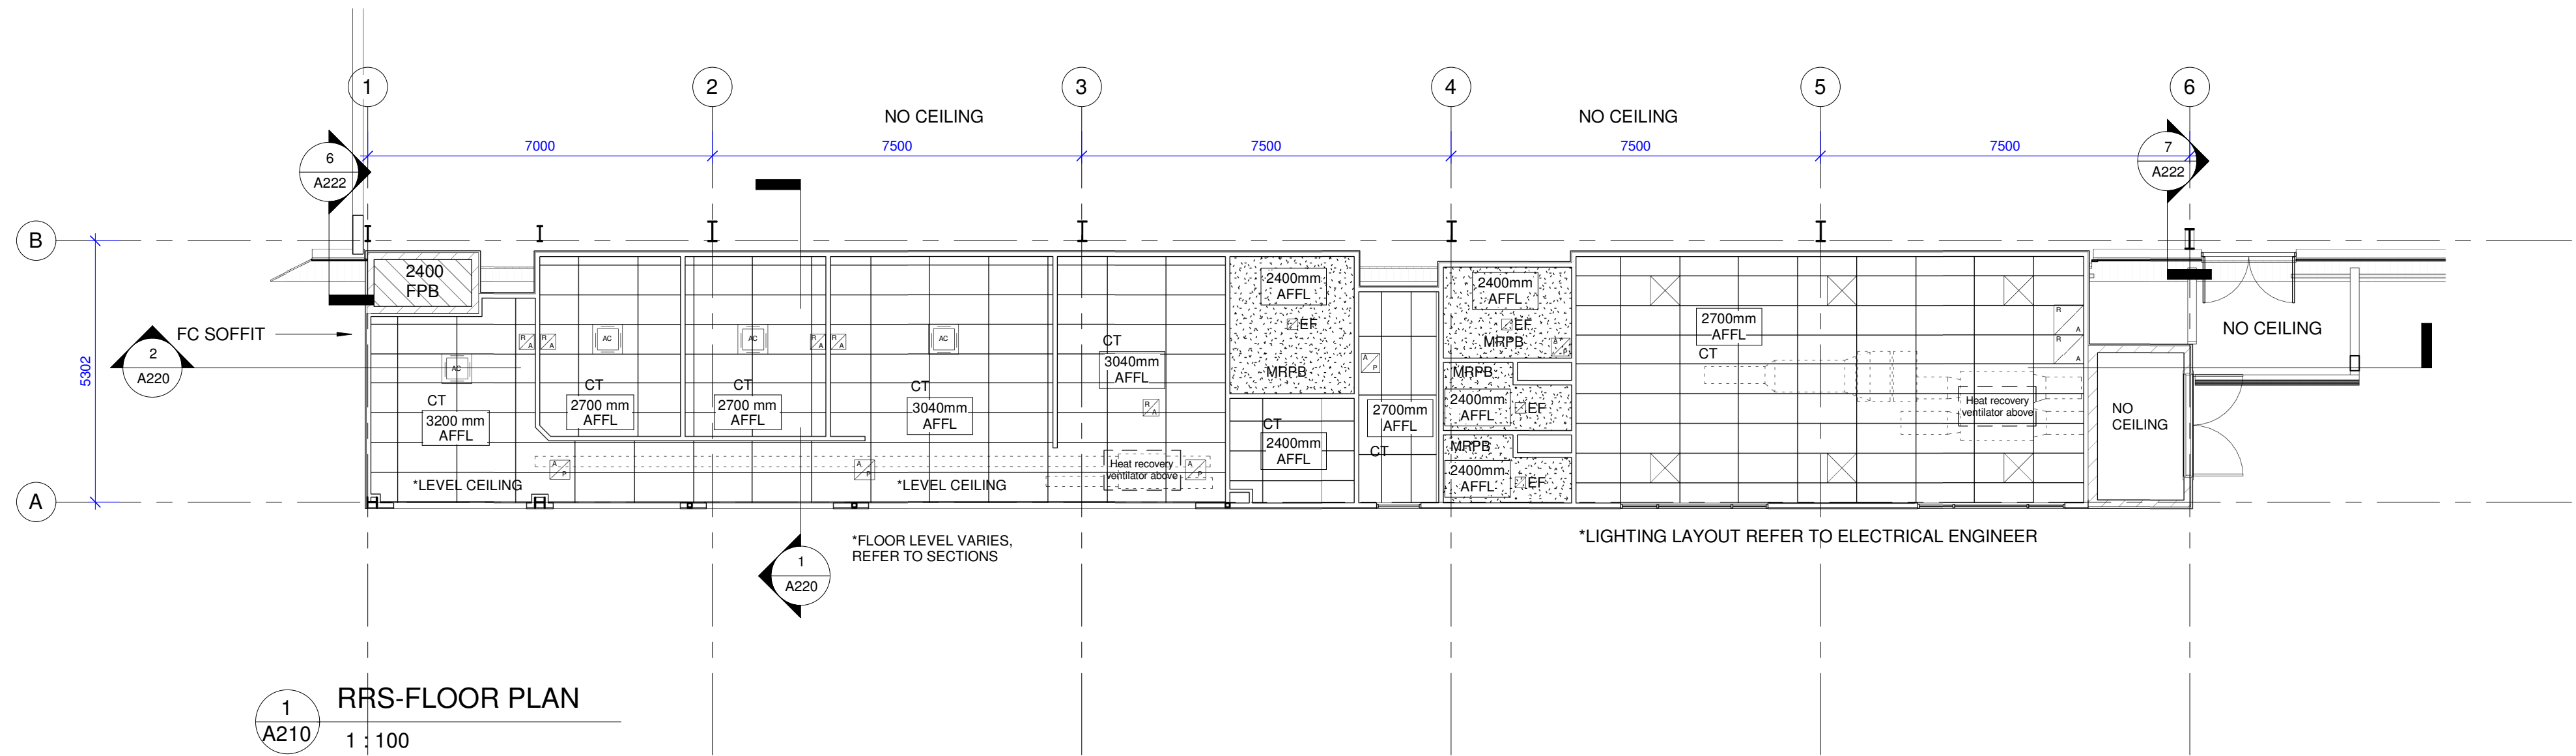 1
2
3
4
5
6
NO CEILING
NO CEILING
7000
7500
7500
7500
7500
6
A222
7
A222
B
A
5302
2400
FPB
FC SOFFIT
2
A220
AC
AC
AC
AC
R
A
R
A
R
A
R
A
CT
3200 mm
AFFL
CT
2700 mm
AFFL
CT
2700 mm
AFFL
CT
3040mm
AFFL
CT
3040mm
AFFL
R
A
*LEVEL CEILING
*LEVEL CEILING
A
P
A
P
A
P
Heat recovery
ventilator above
2400mm
AFFL
EF
MRPB
CT
2400mm
AFFL
A
P
2700mm
AFFL
CT
2400mm
AFFL
EF
MRPB
A
P
MRPB
2400mm
AFFL
EF
MRPB
2400mm
AFFL
EF
2700mm
AFFL
CT
R
A
R
A
Heat recovery
ventilator above
NO
CEILING
NO CEILING
*FLOOR LEVEL VARIES,
REFER TO SECTIONS
1
A220
*LIGHTING LAYOUT REFER TO ELECTRICAL ENGINEER
1
A210
RRS-FLOOR PLAN
1 : 100